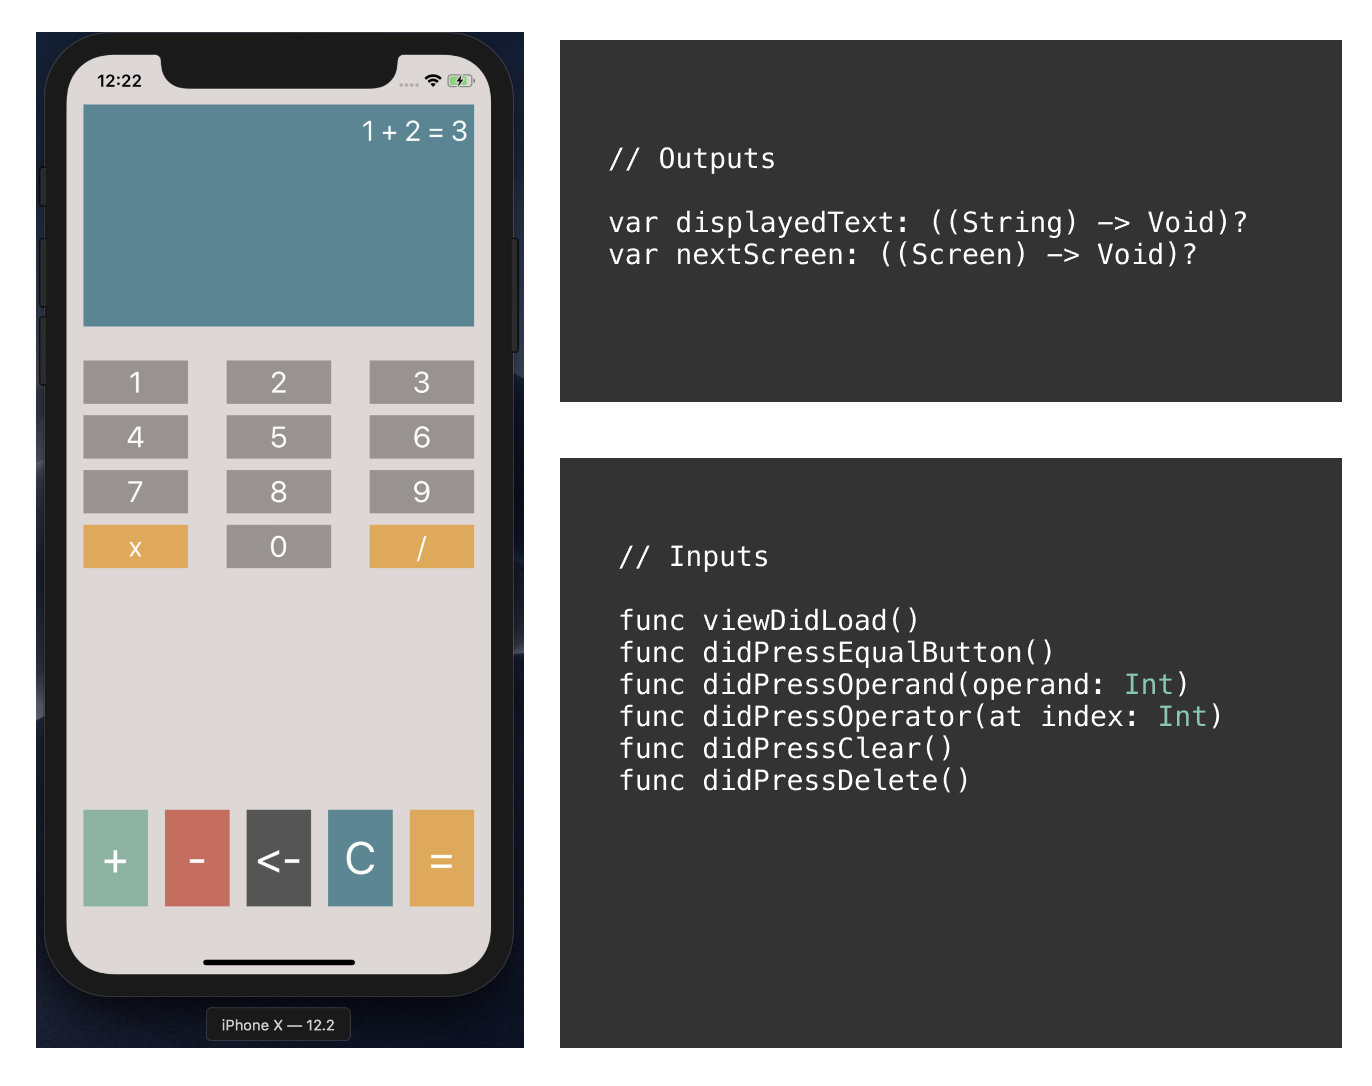 12:22
1 + 2 = 3
1 2 3
4 5 6
7 8 9
x 0 /
+ - <- C =
iPhone X — 12.2
// Outputs
var displayedText: ((String) -> Void)?
var nextScreen: ((Screen) -> Void)?
// Inputs
func viewDidLoad()
func didPressEqualButton()
func didPressOperand(operand: Int)
func didPressOperator(at index: Int)
func didPressClear()
func didPressDelete()